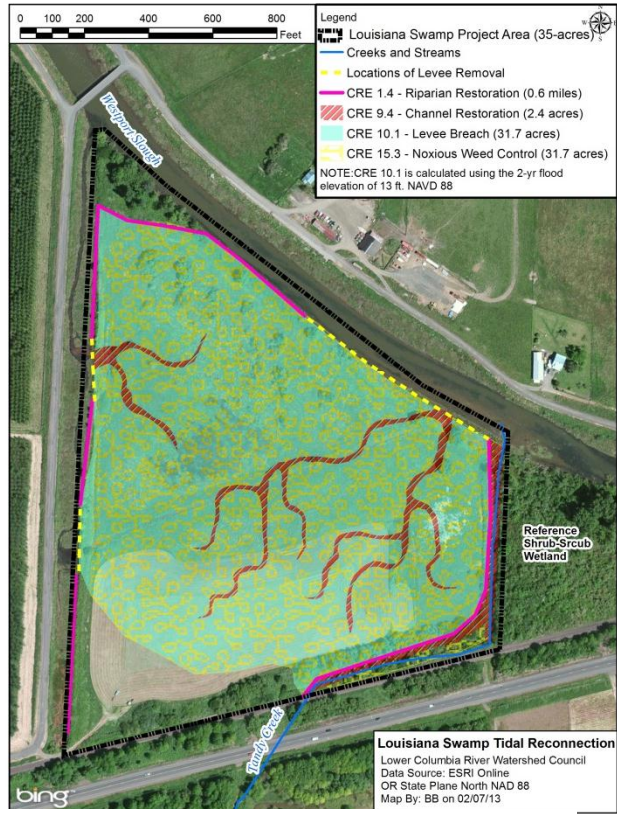 0 100 200 400 600 800
Feet
Legend
Louisiana Swamp Project Area (35-acres)
Creeks and Streams
Locations of Levee Removal
CRE 1.4 - Riparian Restoration (0.6 miles)
CRE 9.4 - Channel Restoration (2.4 acres)
CRE 10.1 - Levee Breach (31.7 acres)
CRE 15.3 - Noxious Weed Control (31.7 acres)
NOTE:CRE 10.1 is calculated using the 2-yr flood
elevation of 13 ft. NAVD 88
N
W E
S
Westport Slough
Reference
Shrub-Srcub
Wetland
Tandy Creek
Louisiana Swamp Tidal Reconnection
Lower Columbia River Watershed Council
Data Source: ESRI Online
OR State Plane North NAD 88
Map By: BB on 02/07/13
bing